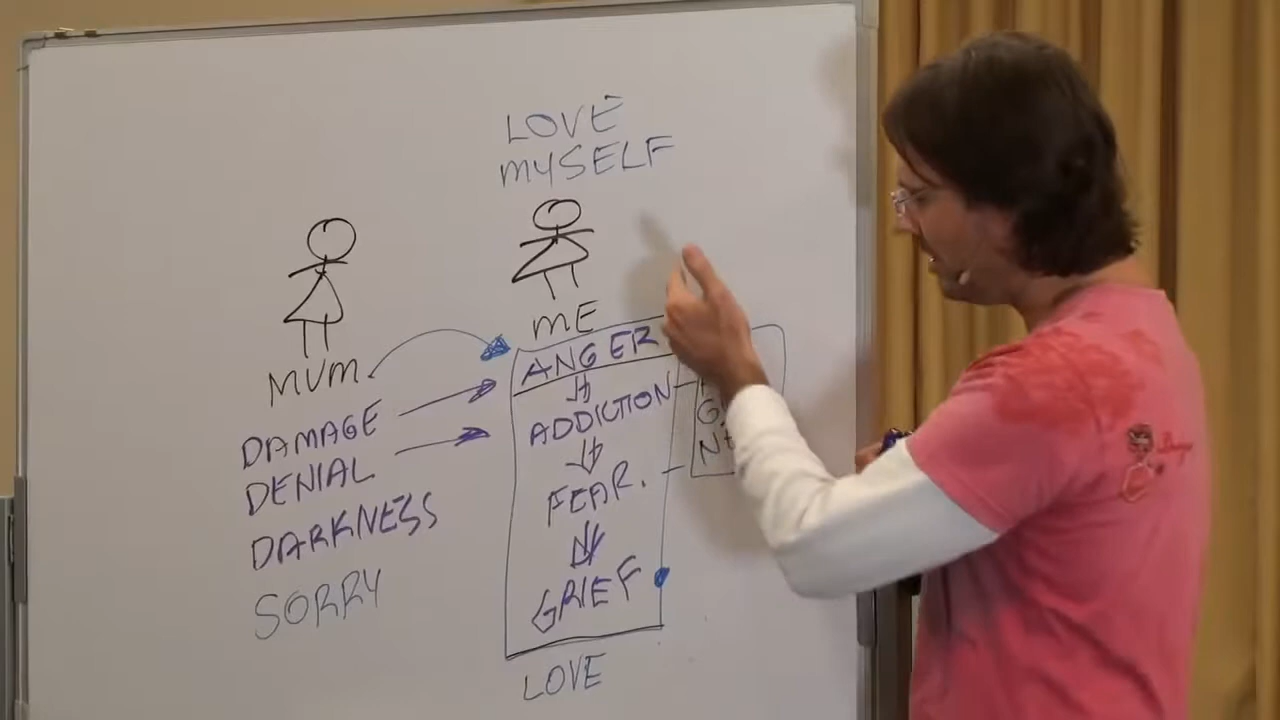 LOVE
MYSELF
MUM
ME
DAMAGE
DENIAL
DARKNESS
SORRY
ANGER
ADDICTION
FEAR.
GRIEF
LOVE